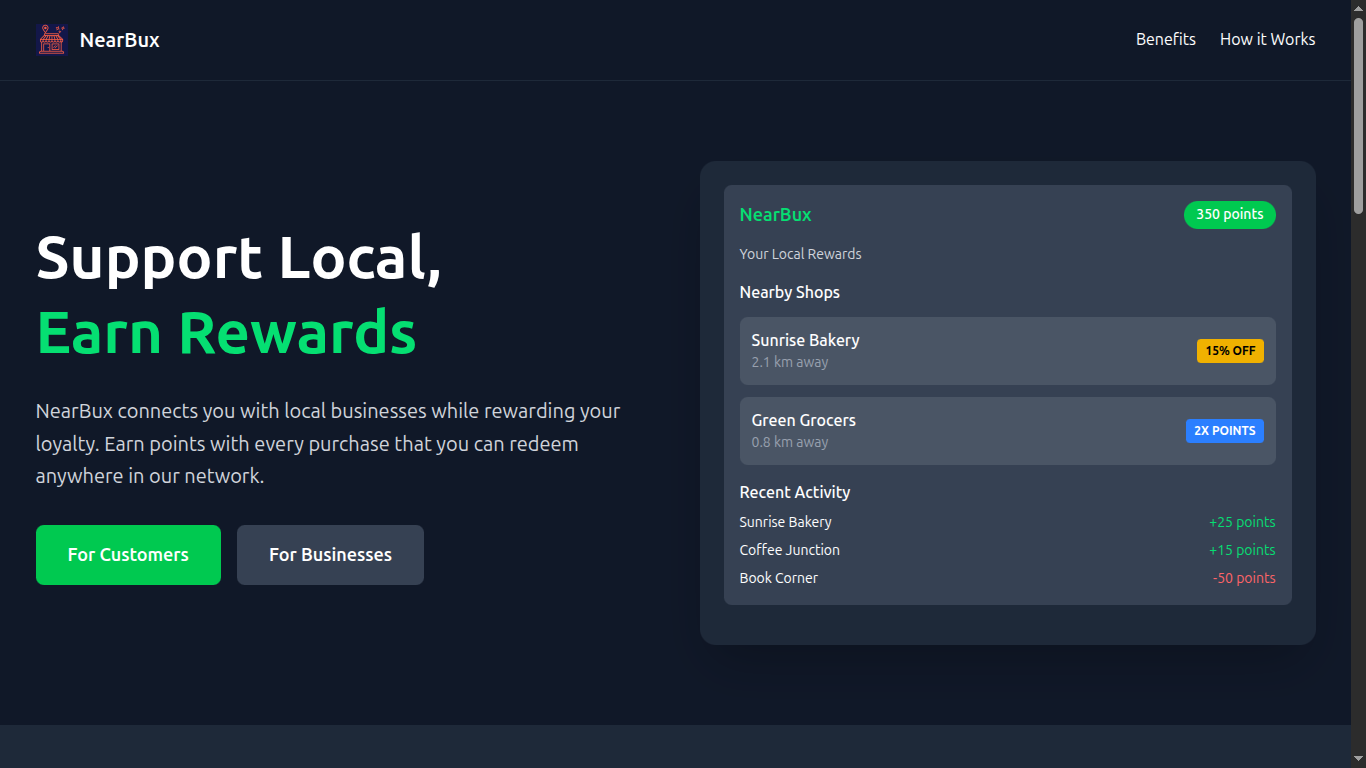 NearBux
Benefits
How it Works
Support Local,
Earn Rewards
NearBux connects you with local businesses while rewarding your
loyalty. Earn points with every purchase that you can redeem
anywhere in our network.
For Customers
For Businesses
NearBux
350 points
Your Local Rewards
Nearby Shops
Sunrise Bakery
2.1 km away
15% OFF
Green Grocers
0.8 km away
2X POINTS
Recent Activity
Sunrise Bakery
+25 points
Coffee Junction
+15 points
Book Corner
-50 points